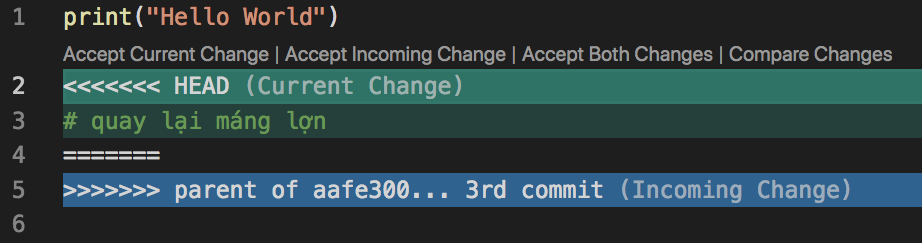 1 print("Hello World")
Accept Current Change | Accept Incoming Change | Accept Both Changes | Compare Changes
2 <<<<<<< HEAD (Current Change)
3 # quay lại máng lợn
4 =======
5 >>>>>>> parent of aafe300... 3rd commit (Incoming Change)
6